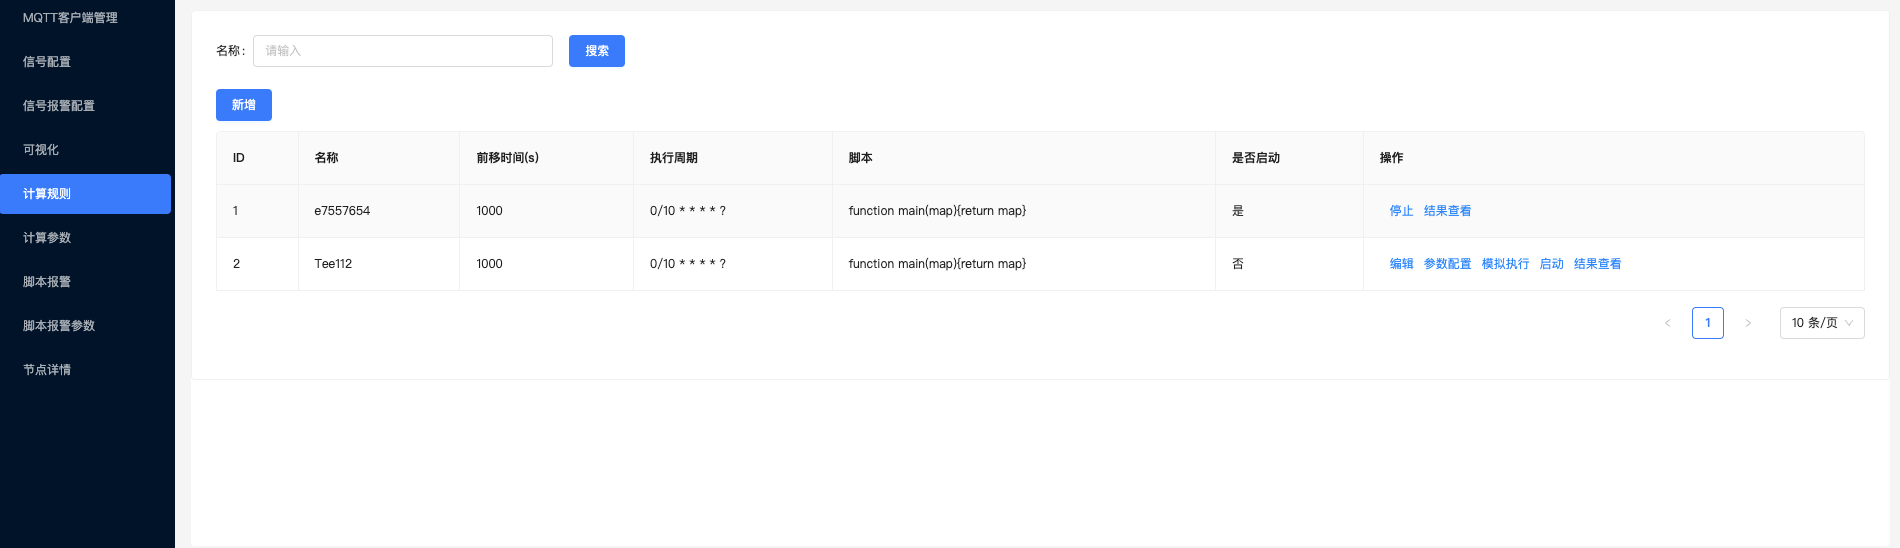 MQTT客户端管理
信号配置
信号报警配置
可视化
计算规则
计算参数
脚本报警
脚本报警参数
节点详情
名称： 请输入 搜索
新增
ID 名称 前移时间(s) 执行周期 脚本 是否启动 操作
1 e7557654 1000 0/10 * * * * ? function main(map){return map} 是 停止 结果查看
2 Tee112 1000 0/10 * * * * ? function main(map){return map} 否 编辑 参数配置 模拟执行 启动 结果查看
< 1 > 10 条/页